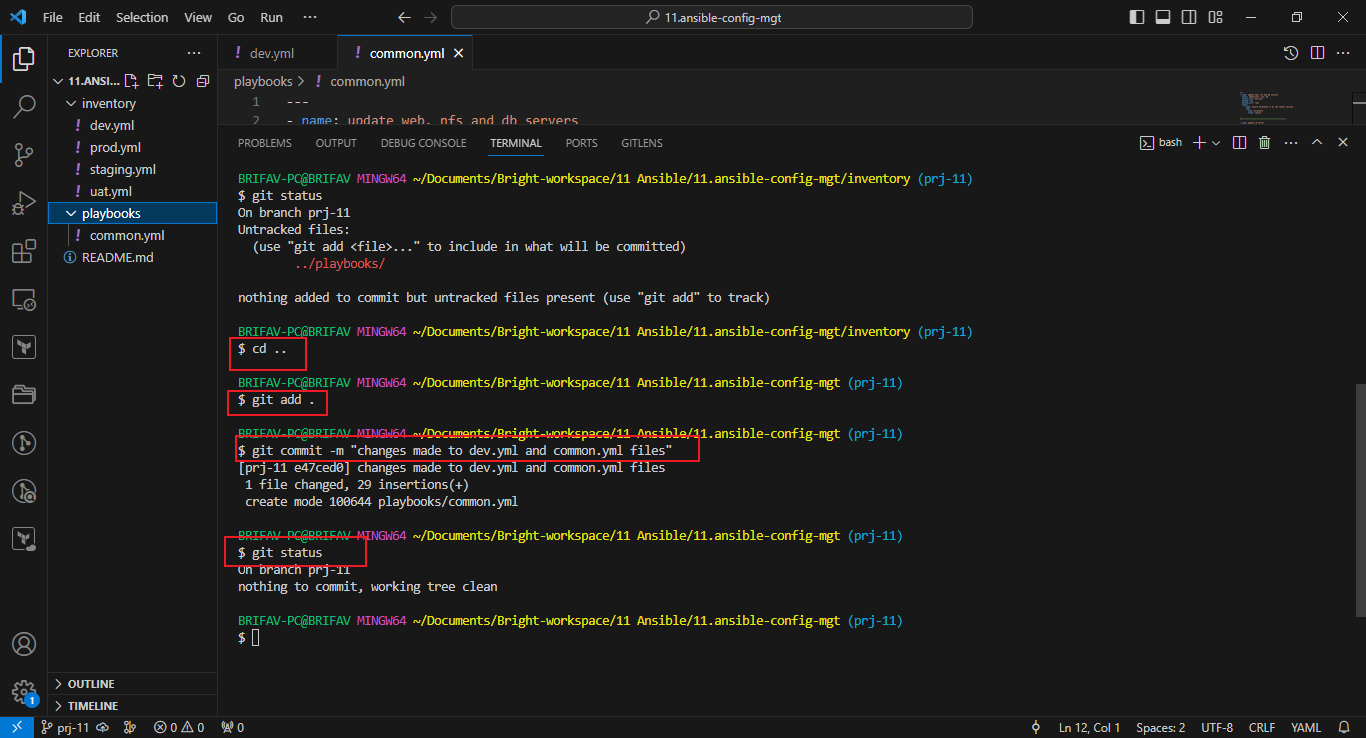 File Edit Selection View Go Run ··· 11.ansible-config-mgt
EXPLORER ···
11.ANSI...
inventory
! dev.yml
! prod.yml
! staging.yml
! uat.yml
playbooks
! common.yml
README.md
OUTLINE
TIMELINE
! dev.yml ! common.yml
playbooks > ! common.yml
1 ---
2 - name: update web, nfs and db servers
PROBLEMS OUTPUT DEBUG CONSOLE TERMINAL PORTS GITLENS bash
BRIFAV-PC@BRIFAV MINGW64 ~/Documents/Bright-workspace/11 Ansible/11.ansible-config-mgt/inventory (prj-11)
$ git status
On branch prj-11
Untracked files:
(use "git add <file>..." to include in what will be committed)
../playbooks/
nothing added to commit but untracked files present (use "git add" to track)
BRIFAV-PC@BRIFAV MINGW64 ~/Documents/Bright-workspace/11 Ansible/11.ansible-config-mgt/inventory (prj-11)
$ cd ..
BRIFAV-PC@BRIFAV MINGW64 ~/Documents/Bright-workspace/11 Ansible/11.ansible-config-mgt (prj-11)
$ git add .
BRIFAV-PC@BRIFAV MINGW64 ~/Documents/Bright-workspace/11 Ansible/11.ansible-config-mgt (prj-11)
$ git commit -m "changes made to dev.yml and common.yml files"
[prj-11 e47ced0] changes made to dev.yml and common.yml files
1 file changed, 29 insertions(+)
create mode 100644 playbooks/common.yml
BRIFAV-PC@BRIFAV MINGW64 ~/Documents/Bright-workspace/11 Ansible/11.ansible-config-mgt (prj-11)
$ git status
On branch prj-11
nothing to commit, working tree clean
BRIFAV-PC@BRIFAV MINGW64 ~/Documents/Bright-workspace/11 Ansible/11.ansible-config-mgt (prj-11)
$
1
prj-11 0 0 0 Ln 12, Col 1 Spaces: 2 UTF-8 CRLF YAML